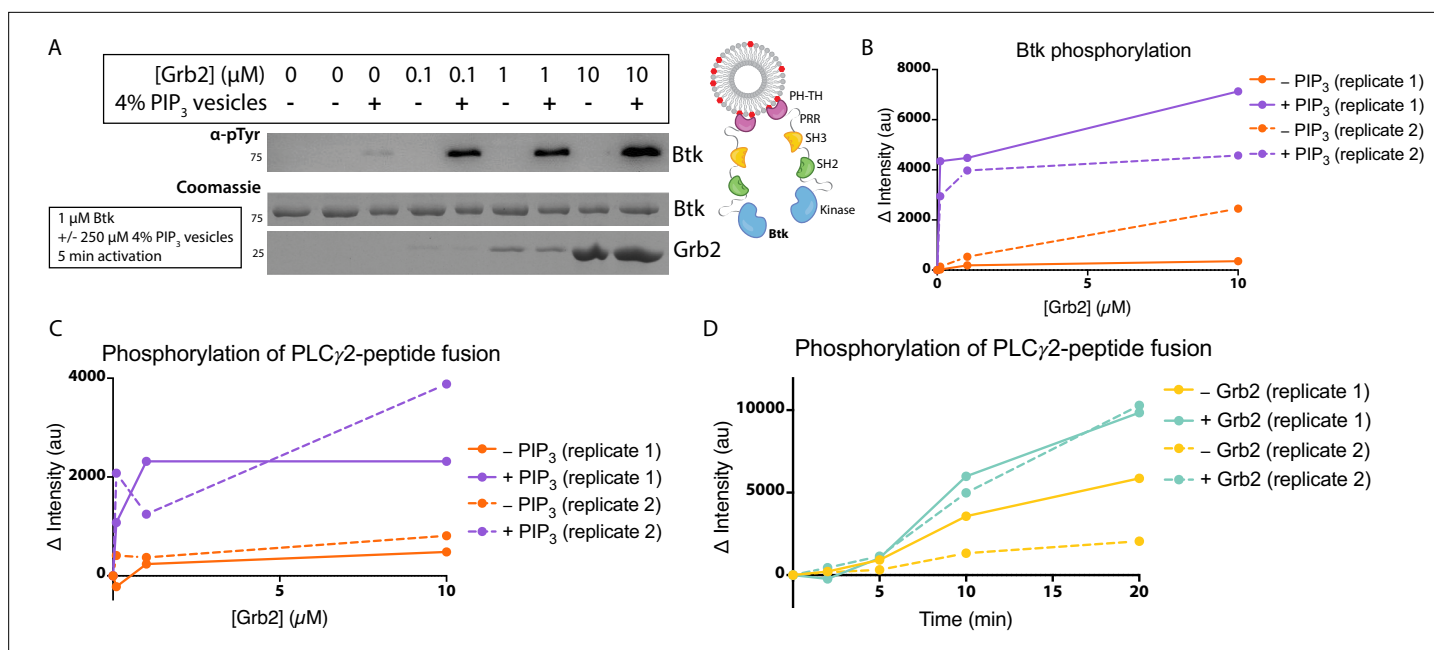 A
[Grb2] (µM) 0 0 0 0.1 0.1 1 1 10 10
4% PIP3 vesicles - - + - + - + - +
α-pTyr
75
Btk
Coomassie
75
Btk
25
Grb2
1 µM Btk
+/- 250 µM 4% PIP3 vesicles
5 min activation
PH-TH
PRR
SH3
SH2
Kinase
Btk
B
Btk phosphorylation
Δ Intensity (au)
8000
6000
4000
2000
0
0 5 10
[Grb2] (µM)
– PIP3 (replicate 1)
+ PIP3 (replicate 1)
– PIP3 (replicate 2)
+ PIP3 (replicate 2)
C
Phosphorylation of PLCγ2-peptide fusion
Δ Intensity (au)
4000
2000
0
5 10
[Grb2] (µM)
– PIP3 (replicate 1)
+ PIP3 (replicate 1)
– PIP3 (replicate 2)
+ PIP3 (replicate 2)
D
Phosphorylation of PLCγ2-peptide fusion
Δ Intensity (au)
10000
5000
0
5 10 15 20
Time (min)
– Grb2 (replicate 1)
+ Grb2 (replicate 1)
– Grb2 (replicate 2)
+ Grb2 (replicate 2)